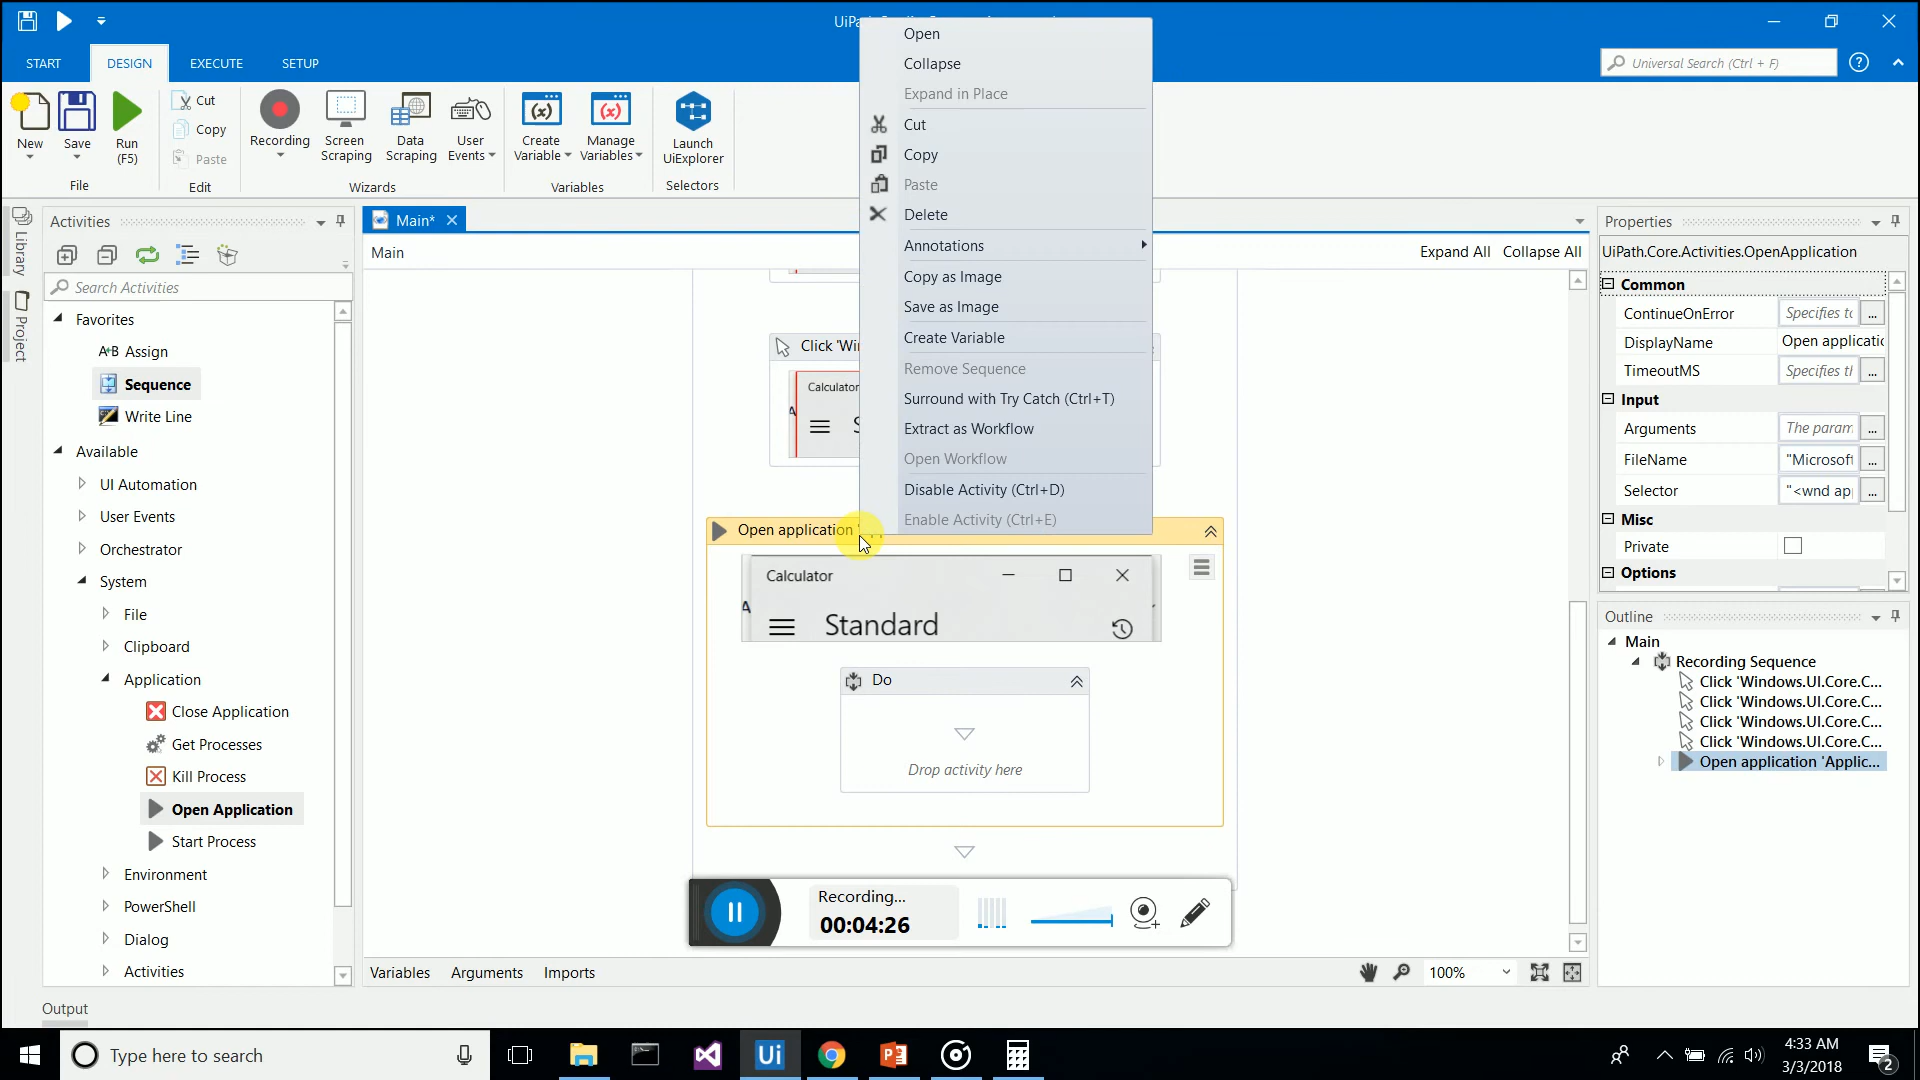 START
DESIGN
EXECUTE
SETUP
Universal Search (Ctrl + F)
New
Save
Run
(F5)
File
Cut
Copy
Paste
Edit
Recording
Screen
Scraping
Data
Scraping
User
Events
Wizards
Create
Variable
Manage
Variables
Variables
Launch
UiExplorer
Selectors
Library
Project
Activities
Search Activities
Favorites
A+B Assign
Sequence
Write Line
Available
UI Automation
User Events
Orchestrator
System
File
Clipboard
Application
Close Application
Get Processes
Kill Process
Open Application
Start Process
Environment
PowerShell
Dialog
Activities
Output
Main*
Main
Expand All
Collapse All
Click 'Wi
Calculator
Open
Collapse
Expand in Place
Cut
Copy
Paste
Delete
Annotations
Copy as Image
Save as Image
Create Variable
Remove Sequence
Surround with Try Catch (Ctrl+T)
Extract as Workflow
Open Workflow
Disable Activity (Ctrl+D)
Enable Activity (Ctrl+E)
Open application
Calculator
Standard
Do
Drop activity here
Recording...
00:04:26
Variables
Arguments
Imports
100%
Properties
UiPath.Core.Activities.OpenApplication
Common
ContinueOnError
Specifies to
...
DisplayName
Open applicatic
TimeoutMS
Specifies th
...
Input
Arguments
The param
...
FileName
"Microsoft
...
Selector
"<wnd ap
...
Misc
Private
Options
Outline
Main
Recording Sequence
Click 'Windows.UI.Core.C...
Click 'Windows.UI.Core.C...
Click 'Windows.UI.Core.C...
Click 'Windows.UI.Core.C...
Open application 'Applic...
Type here to search
Ui
4:33 AM
3/3/2018
2